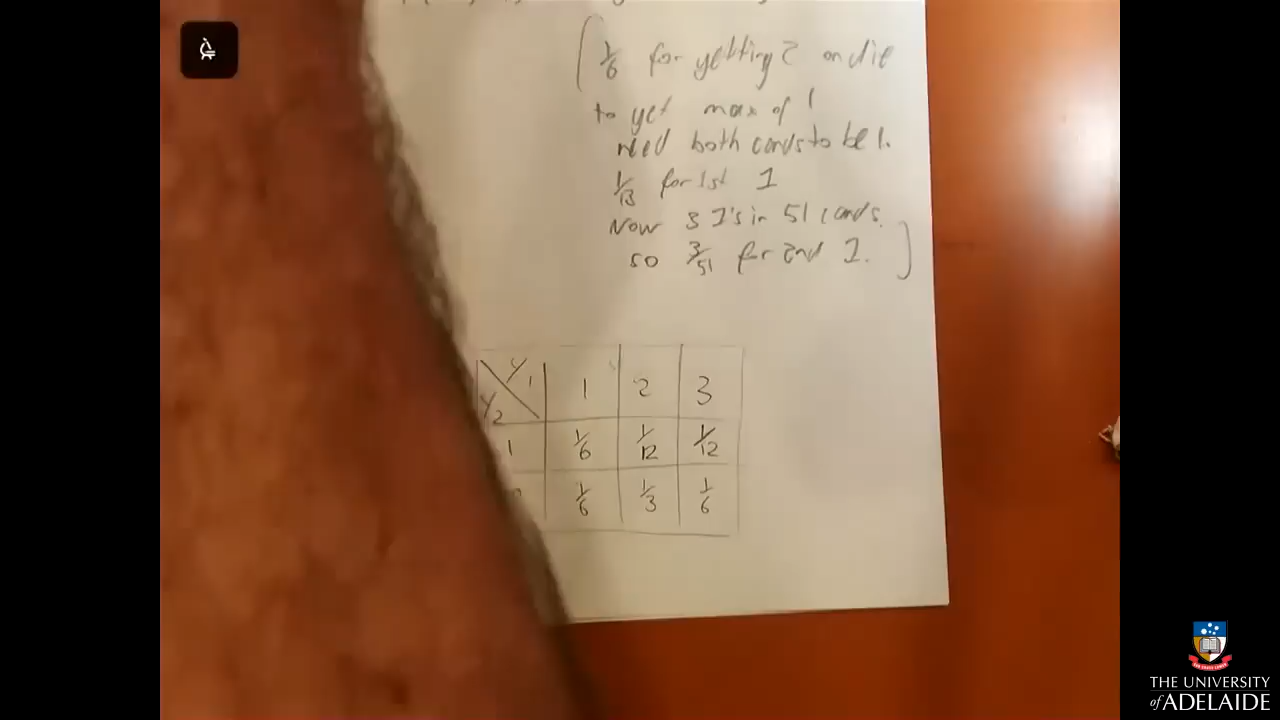 1/6 for getting 2 on die
to get max of 1
need both cards to be 1.
1/13 for 1st 1
Now 3 1's in 51 cards.
so 3/51 for 2nd 1.
Y1 1 2 3
Y2
1 1/6 1/12 1/12
1/6 1/3 1/6
THE UNIVERSITY
of ADELAIDE